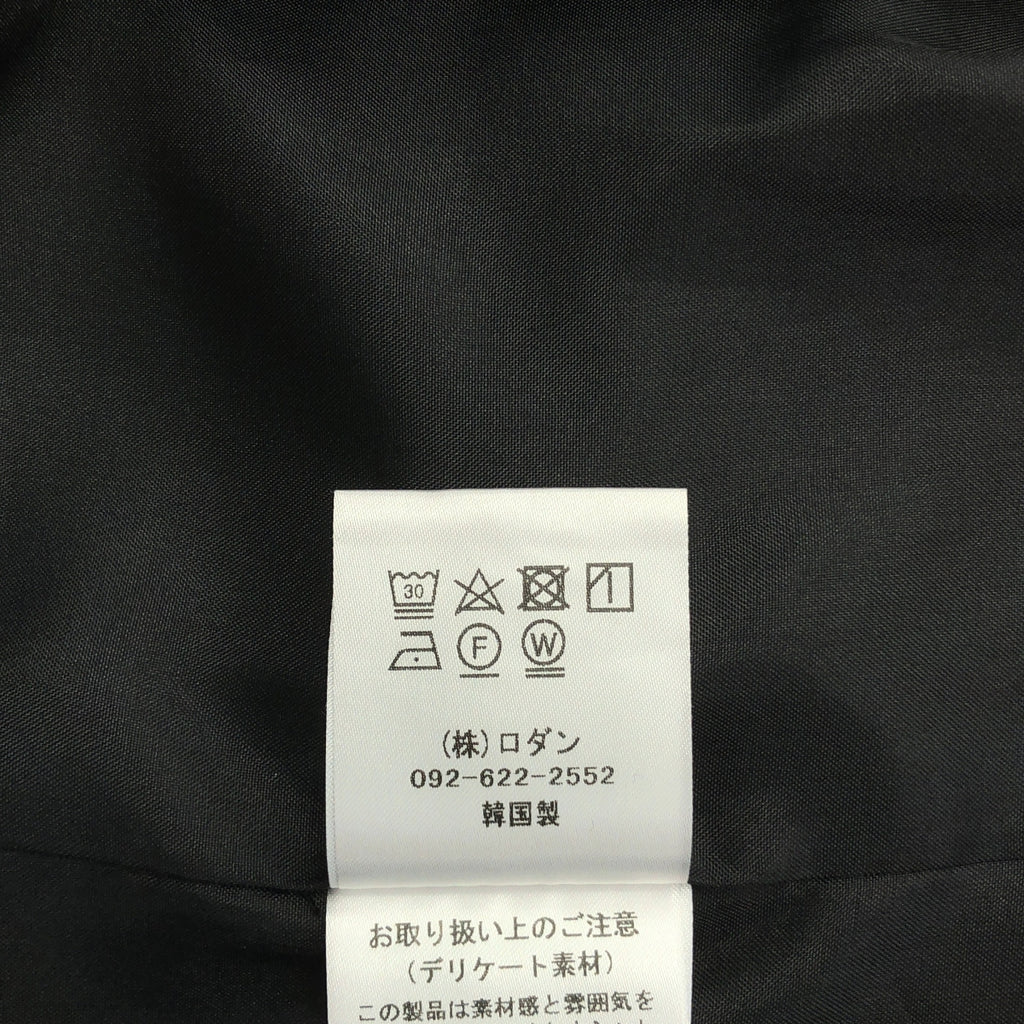 30
F W
(株)ロダン
092-622-2552
韓国製
お取り扱い上のご注意
(デリケート素材)
この製品は素材感と雰囲気を